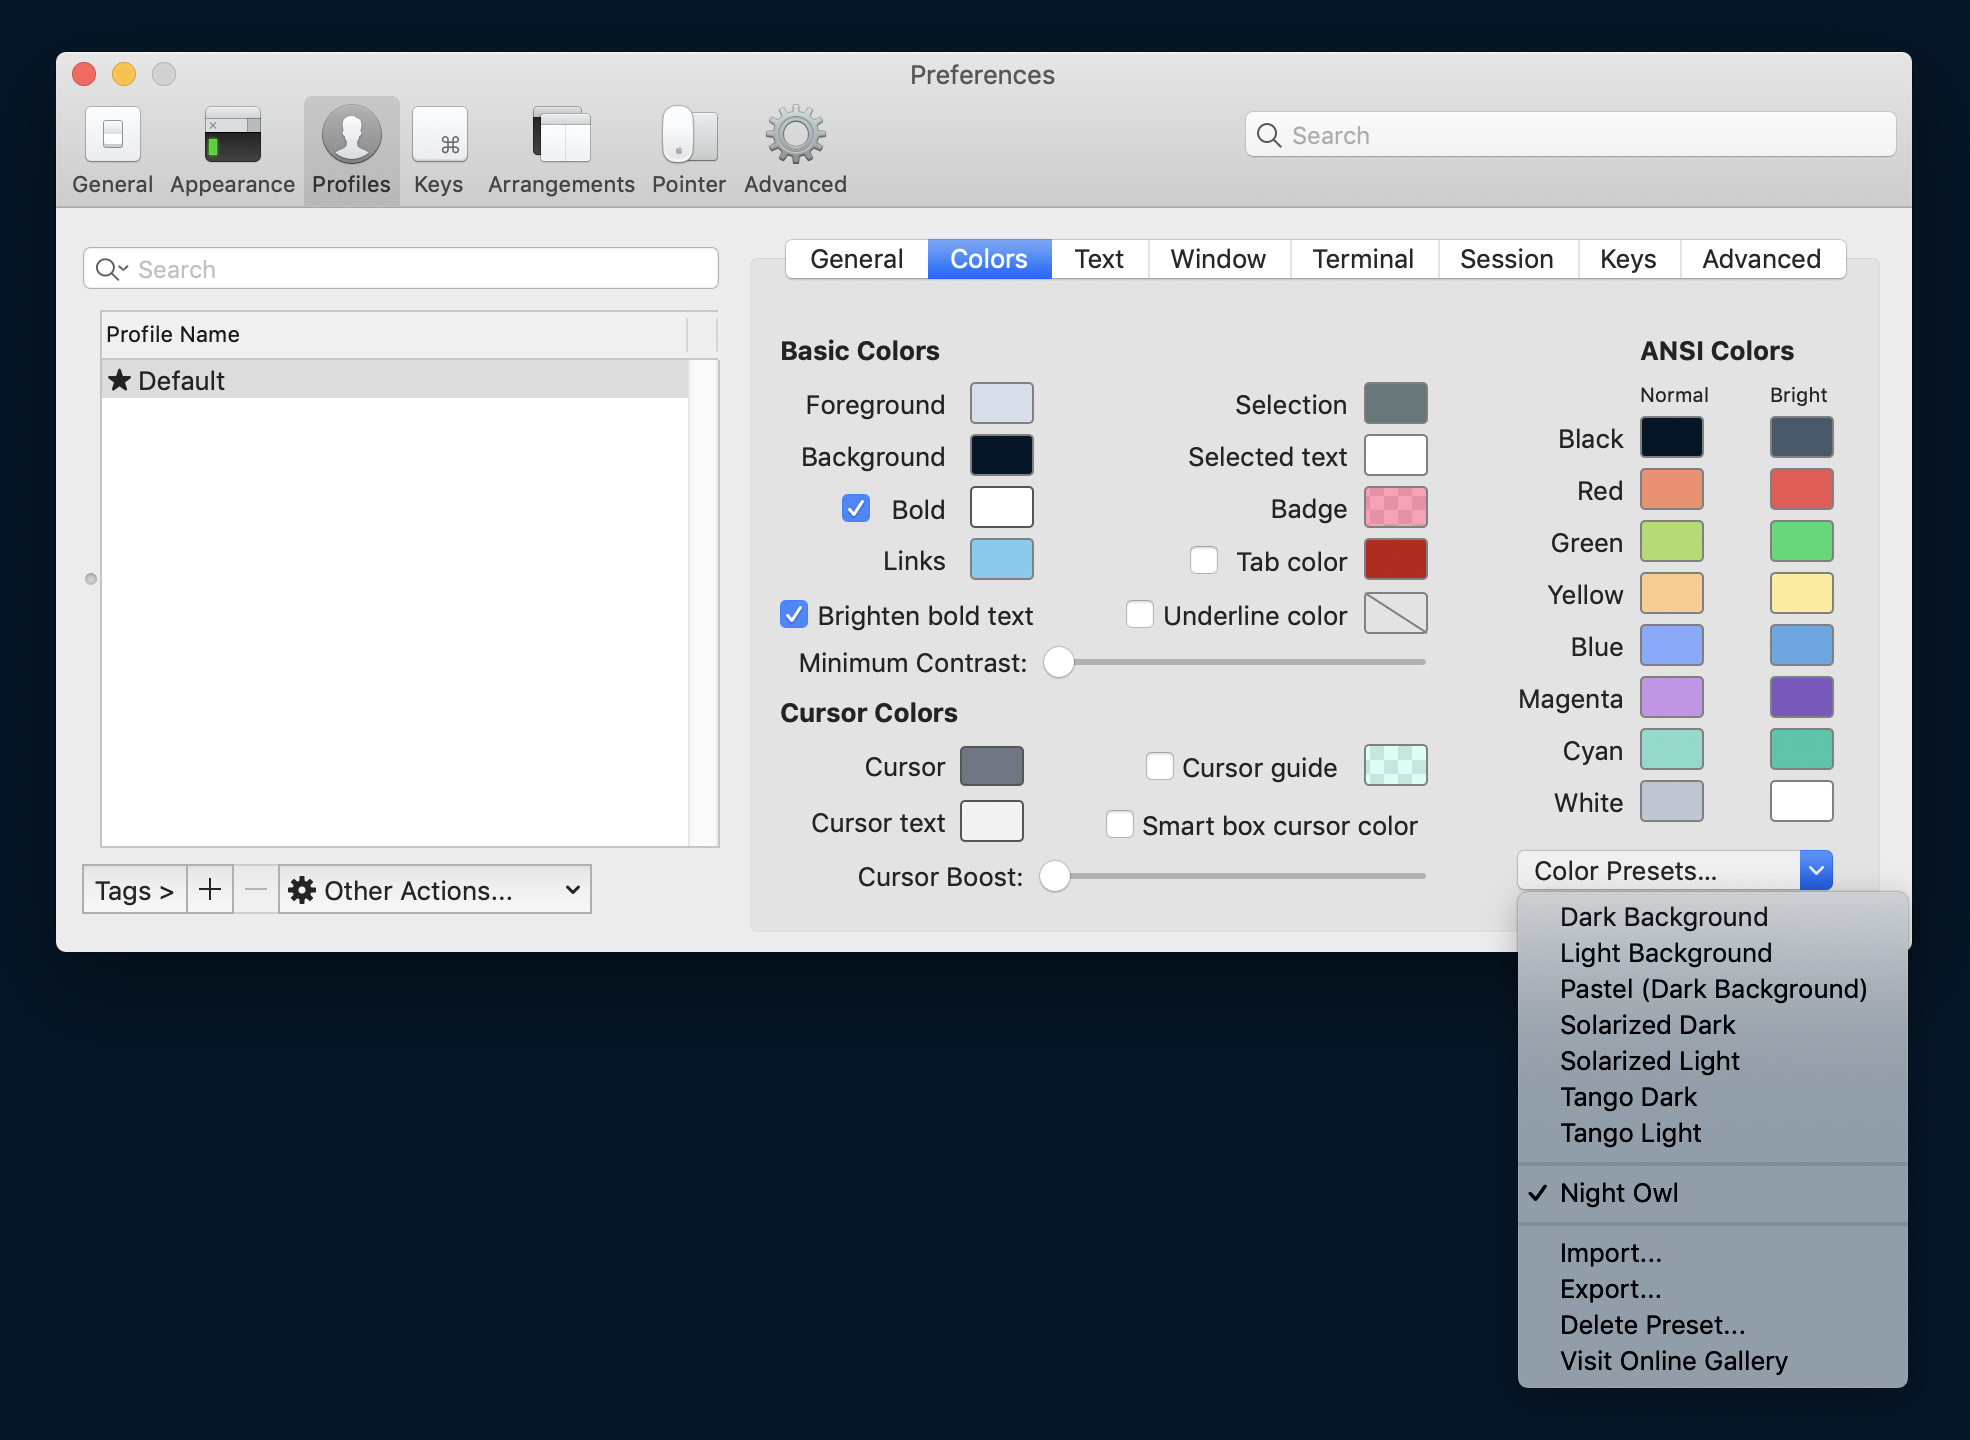 Preferences
General Appearance Profiles Keys Arrangements Pointer Advanced
Search
Search
Profile Name
Default
Tags >
Other Actions...
General Colors Text Window Terminal Session Keys Advanced
Basic Colors
Foreground
Background
Bold
Links
Brighten bold text
Selection
Selected text
Badge
Tab color
Underline color
Minimum Contrast:
Cursor Colors
Cursor
Cursor text
Cursor guide
Smart box cursor color
Cursor Boost:
ANSI Colors
Normal Bright
Black
Red
Green
Yellow
Blue
Magenta
Cyan
White
Color Presets...
Dark Background
Light Background
Pastel (Dark Background)
Solarized Dark
Solarized Light
Tango Dark
Tango Light
Night Owl
Import...
Export...
Delete Preset...
Visit Online Gallery